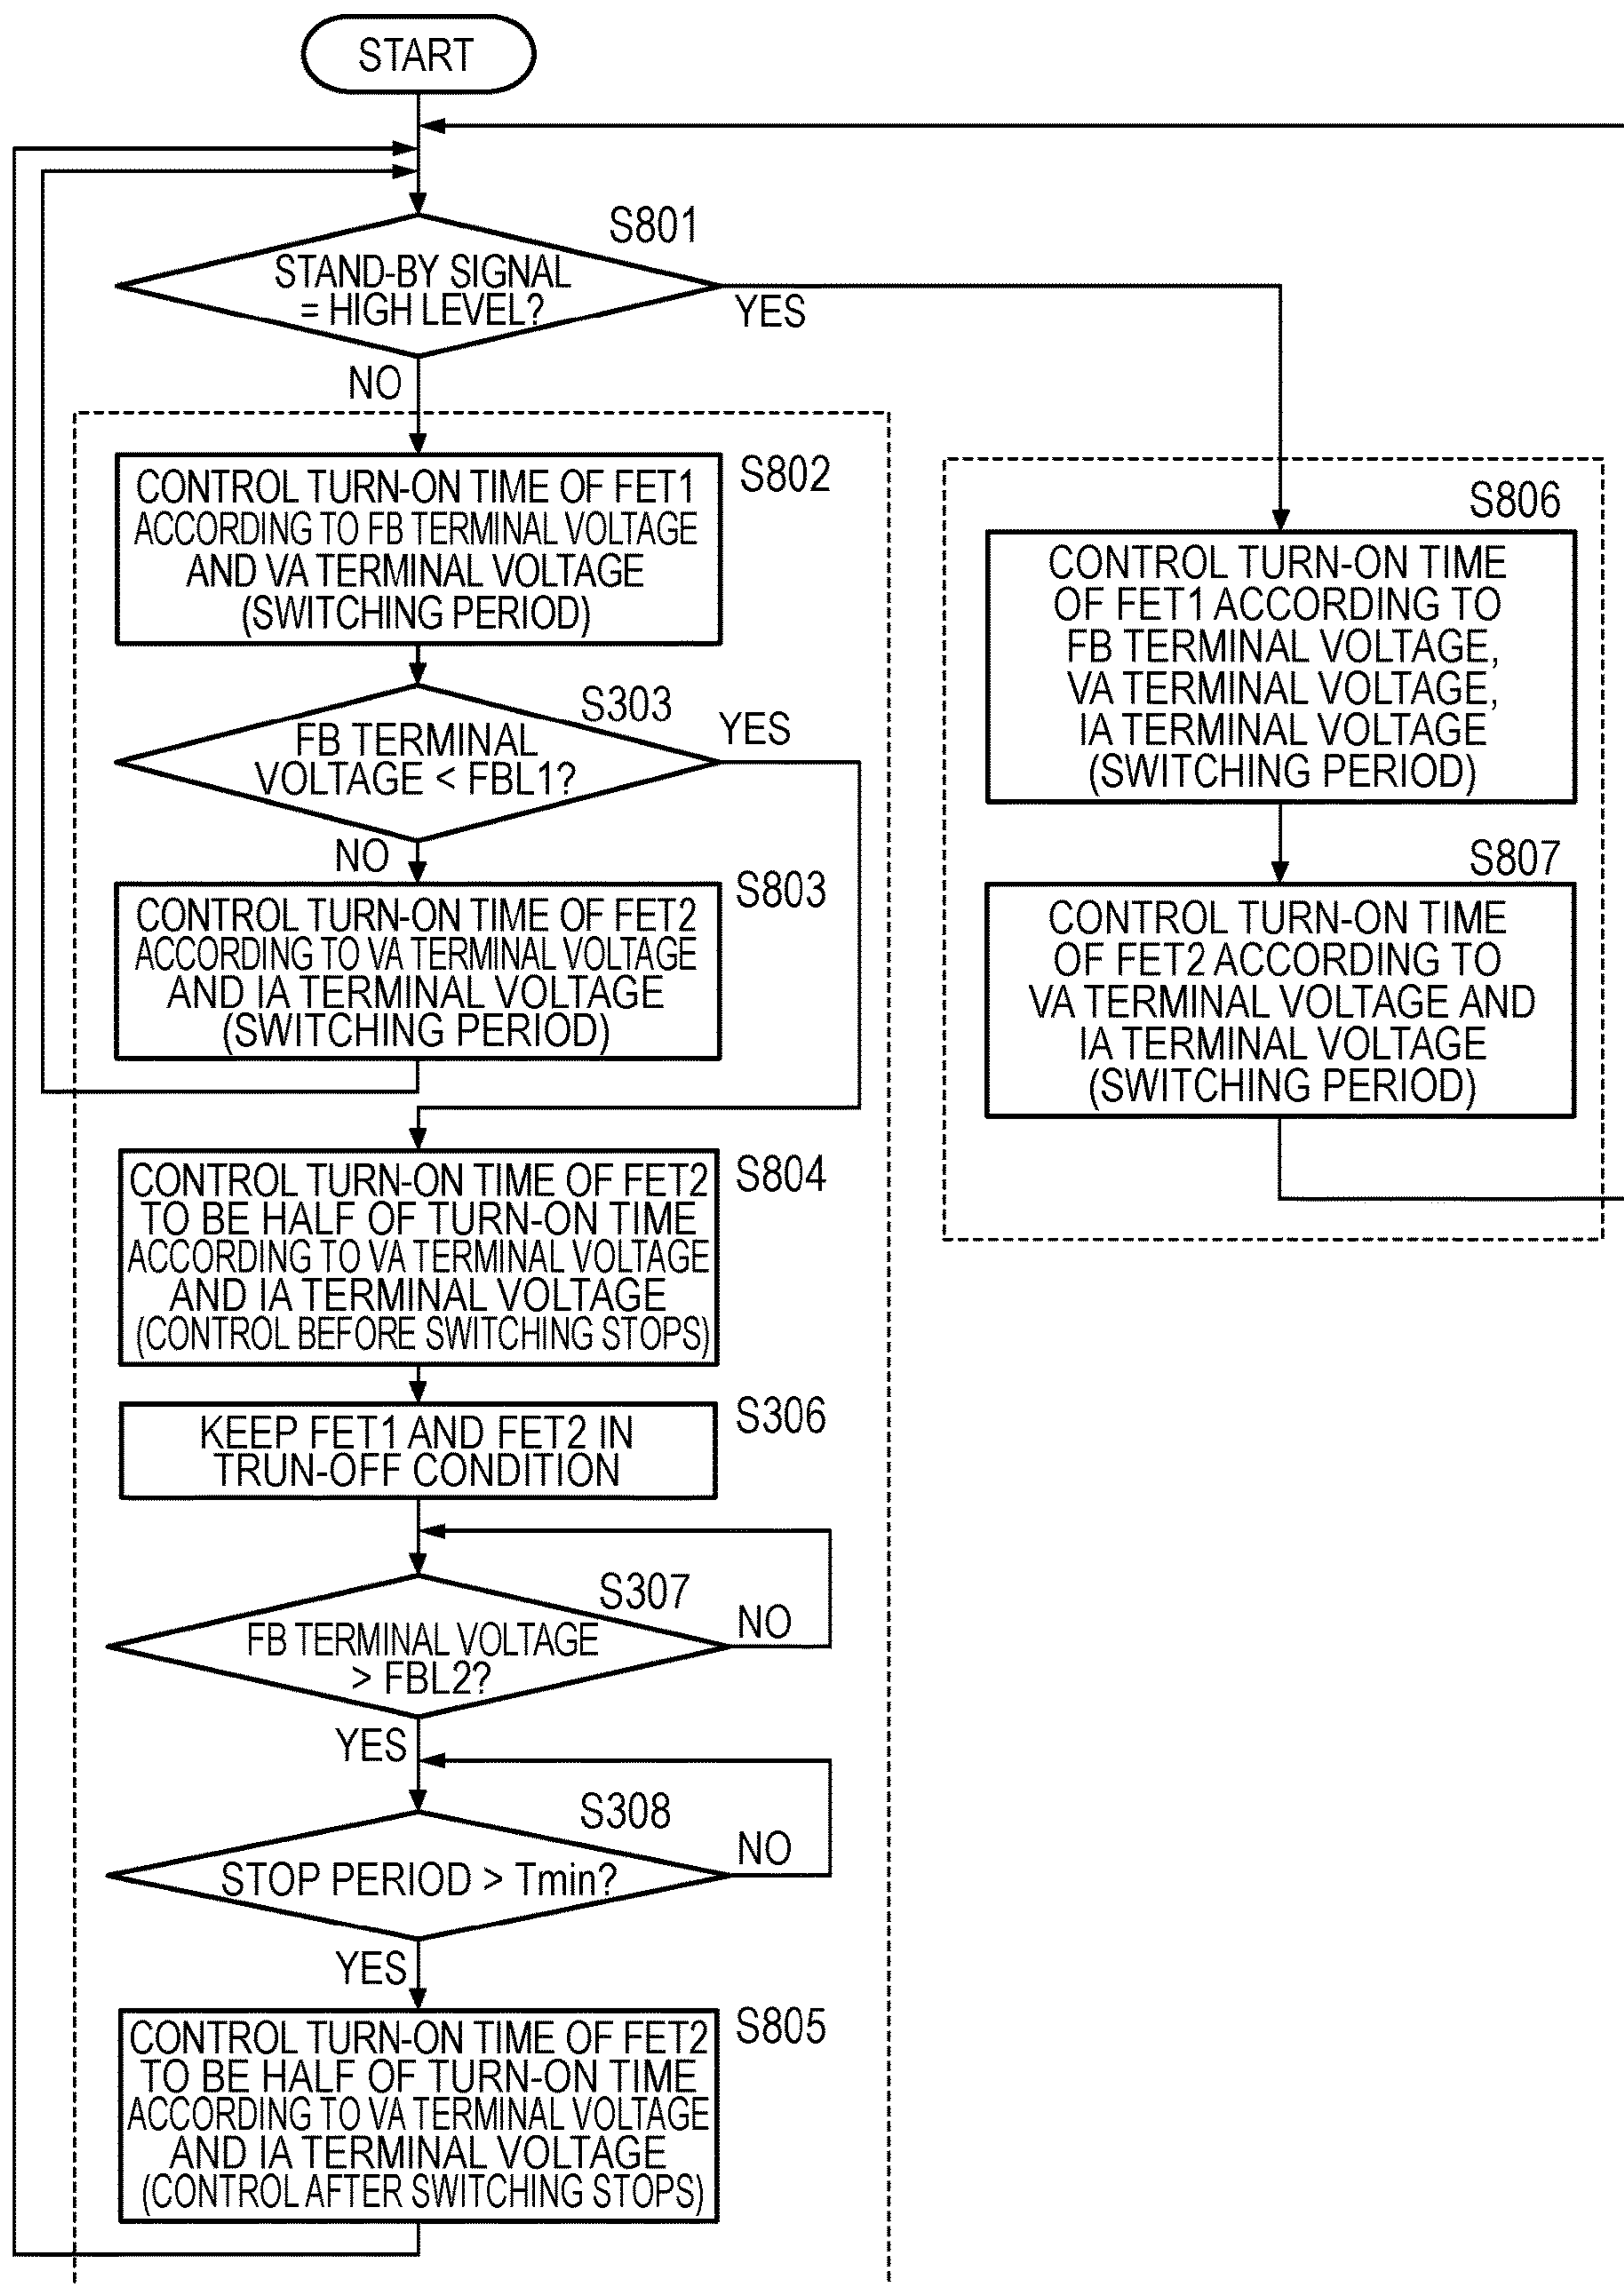 START
S801
STAND-BY SIGNAL
= HIGH LEVEL?
YES
NO
S802
CONTROL TURN-ON TIME OF FET1
ACCORDING TO FB TERMINAL VOLTAGE
AND VA TERMINAL VOLTAGE
(SWITCHING PERIOD)
S303
FB TERMINAL
VOLTAGE < FBL1?
YES
NO
S803
CONTROL TURN-ON TIME OF FET2
ACCORDING TO VA TERMINAL VOLTAGE
AND IA TERMINAL VOLTAGE
(SWITCHING PERIOD)
S804
CONTROL TURN-ON TIME OF FET2
TO BE HALF OF TURN-ON TIME
ACCORDING TO VA TERMINAL VOLTAGE
AND IA TERMINAL VOLTAGE
(CONTROL BEFORE SWITCHING STOPS)
S306
KEEP FET1 AND FET2 IN
TRUN-OFF CONDITION
S307
FB TERMINAL VOLTAGE
> FBL2?
NO
YES
S308
STOP PERIOD > Tmin?
NO
YES
S805
CONTROL TURN-ON TIME OF FET2
TO BE HALF OF TURN-ON TIME
ACCORDING TO VA TERMINAL VOLTAGE
AND IA TERMINAL VOLTAGE
(CONTROL AFTER SWITCHING STOPS)
S806
CONTROL TURN-ON TIME
OF FET1 ACCORDING TO
FB TERMINAL VOLTAGE,
VA TERMINAL VOLTAGE,
IA TERMINAL VOLTAGE
(SWITCHING PERIOD)
S807
CONTROL TURN-ON TIME
OF FET2 ACCORDING TO
VA TERMINAL VOLTAGE AND
IA TERMINAL VOLTAGE
(SWITCHING PERIOD)